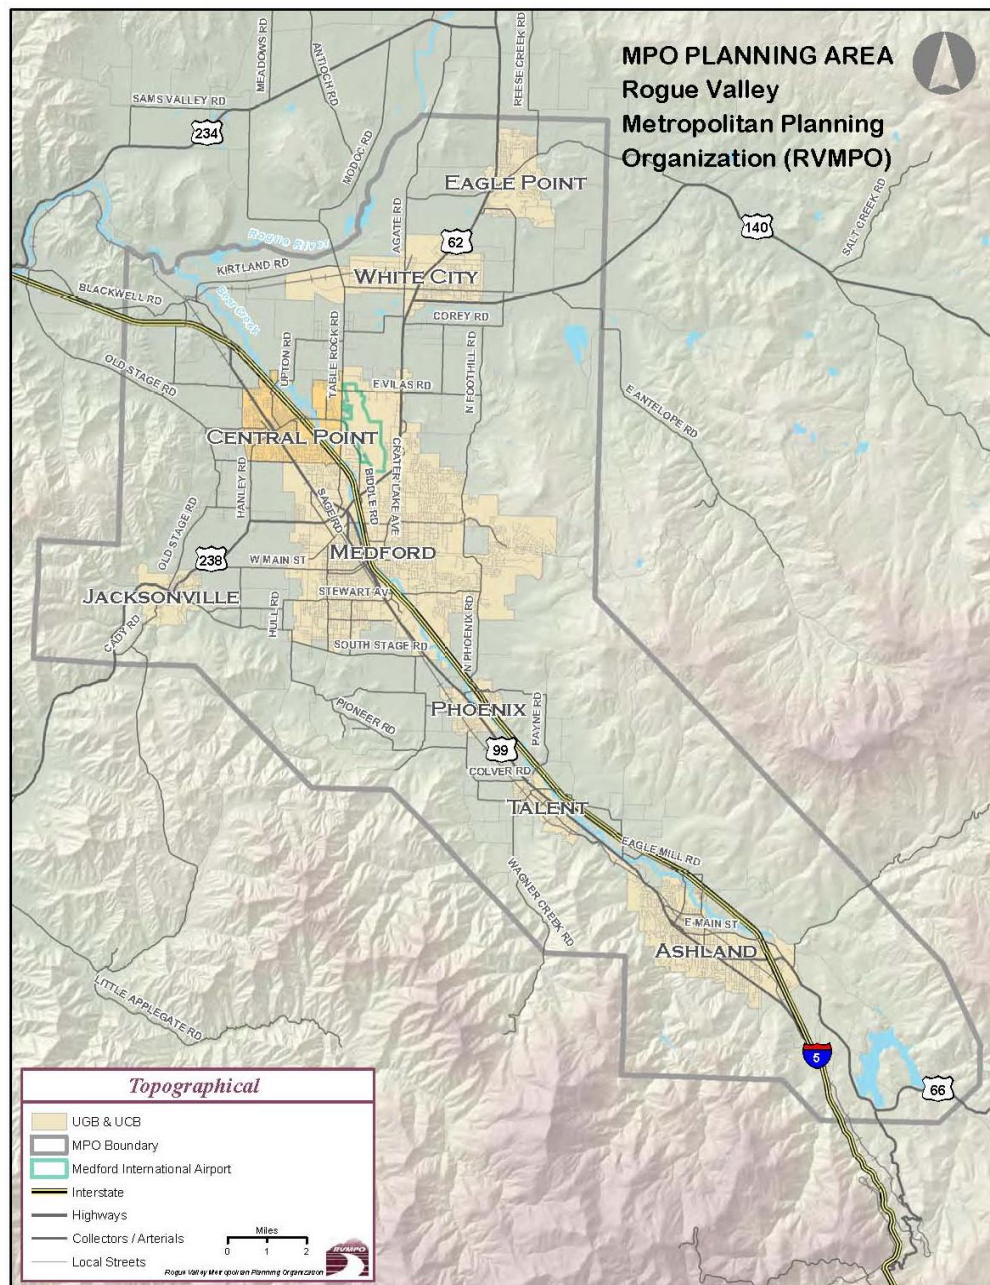 MPO PLANNING AREA
Rogue Valley
Metropolitan Planning
Organization (RVMPO)
MEADOWS RD
ANTIOCH RD
REESE CREEK RD
SAMS VALLEY RD
234
MODOC RD
EAGLE POINT
SALT CREEK RD
AGATE RD
140
62
Rogue River
KIRTLAND RD
WHITE CITY
BLACKWELL RD
Bear Creek
COREY RD
UPTON RD
TABLE ROCK RD
N FOOTHILL RD
OLD STAGE RD
E VILAS RD
E ANTELOPE RD
CENTRAL POINT
HANLEY RD
SAGE RD
BIDDLE RD
CRATER LAKE AVE
OLD STAGE RD
238
W MAIN ST
MEDFORD
JACKSONVILLE
STEWART AV
HULL RD
CADY RD
SOUTH STAGE RD
N PHOENIX RD
PIONEER RD
PHOENIX
PAYNE RD
99
COLVER RD
TALENT
EAGLE MILL RD
WAGNER CREEK RD
E MAIN ST
ASHLAND
LITTLE APPLEGATE RD
5
66
Topographical
UGB & UCB
MPO Boundary
Medford International Airport
Interstate
Highways
Collectors / Arterials
Local Streets
Miles
0 1 2
RVMPO
Rogue Valley Metropolitan Planning Organization